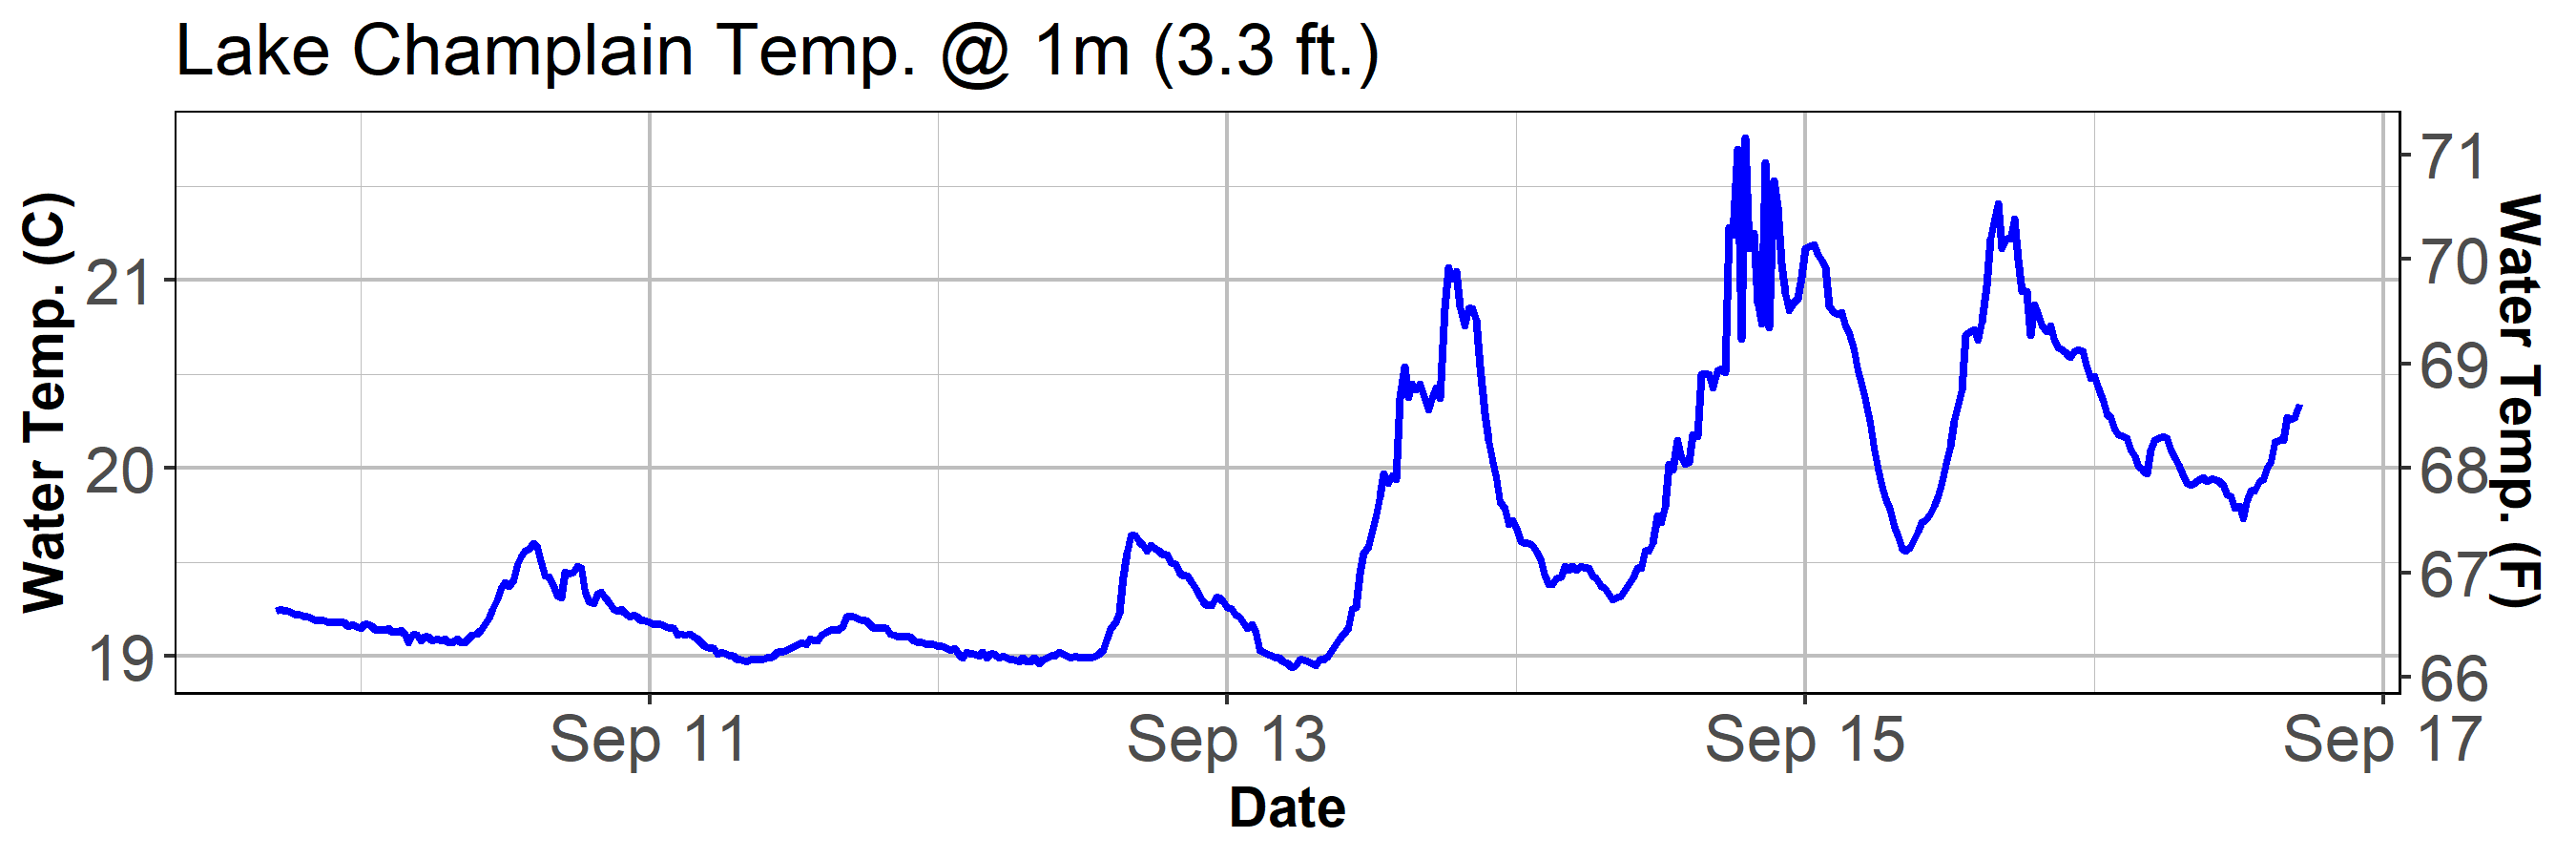 Lake Champlain Temp. @ 1m (3.3 ft.)
Water Temp. (C)
21
20
19
71
70
69
68
67
66
Water Temp. (F)
Sep 11
Sep 13
Sep 15
Sep 17
Date